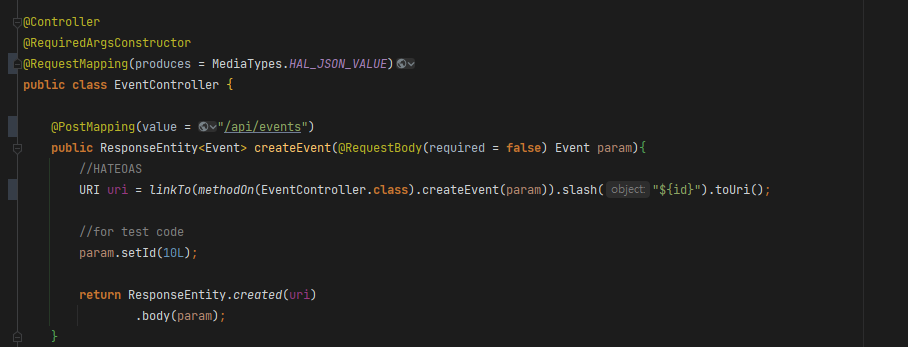 @Controller
@RequiredArgsConstructor
@RequestMapping(produces = MediaTypes.HAL_JSON_VALUE)
public class EventController {
@PostMapping(value = "/api/events")
public ResponseEntity<Event> createEvent(@RequestBody(required = false) Event param){
//HATEOAS
URI uri = linkTo(methodOn(EventController.class).createEvent(param)).slash( object: "${id}").toUri();
//for test code
param.setId(10L);
return ResponseEntity.created(uri)
.body(param);
}